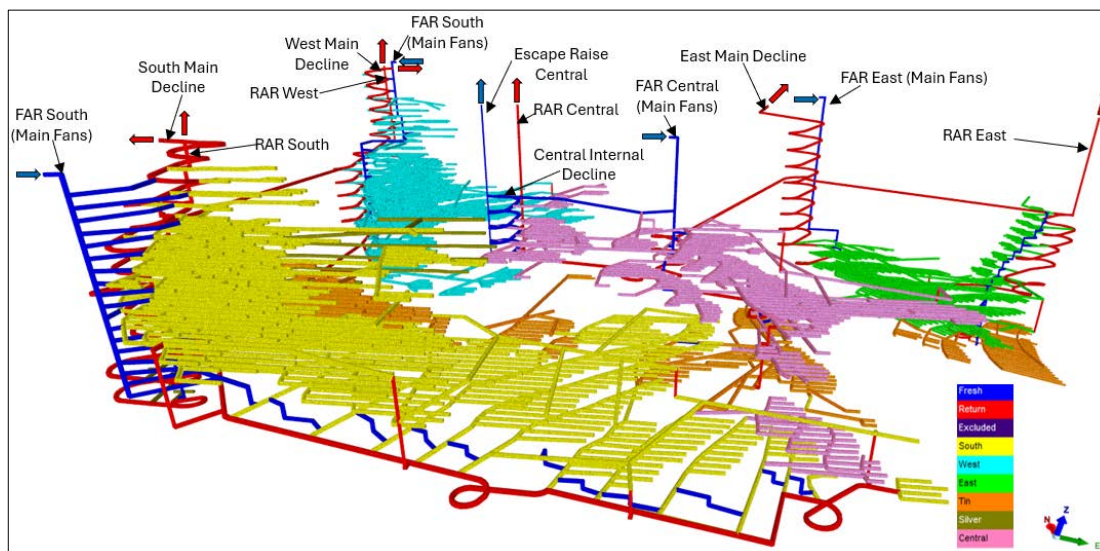 FAR South
(Main Fans)
West Main
Decline
Escape Raise
Central
East Main Decline
South Main
Decline
RAR West
FAR Central
(Main Fans)
FAR East (Main Fans)
FAR South
(Main Fans)
RAR South
RAR Central
RAR East
Central Internal
Decline
Fresh
Return
Excluded
South
West
East
Tin
Silver
Central
N
Z
E